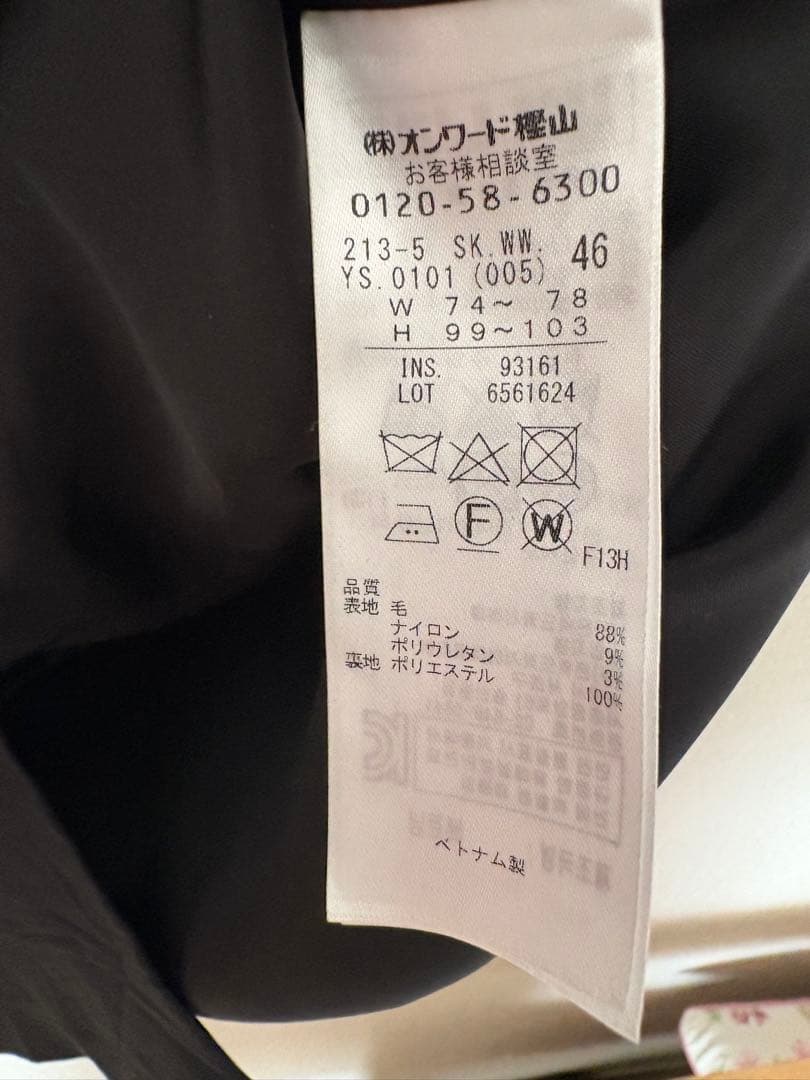 (株)オンワード樫山
お客様相談室
0120-58-6300
213-5 SK.WW. 46
YS.0101 (005)
W 74～ 78
H 99～103
INS. 93161
LOT 6561624
F
W
F13H
品質
表地 毛 88%
ナイロン 9%
ポリウレタン 3%
裏地 ポリエステル 100%
ベトナム製